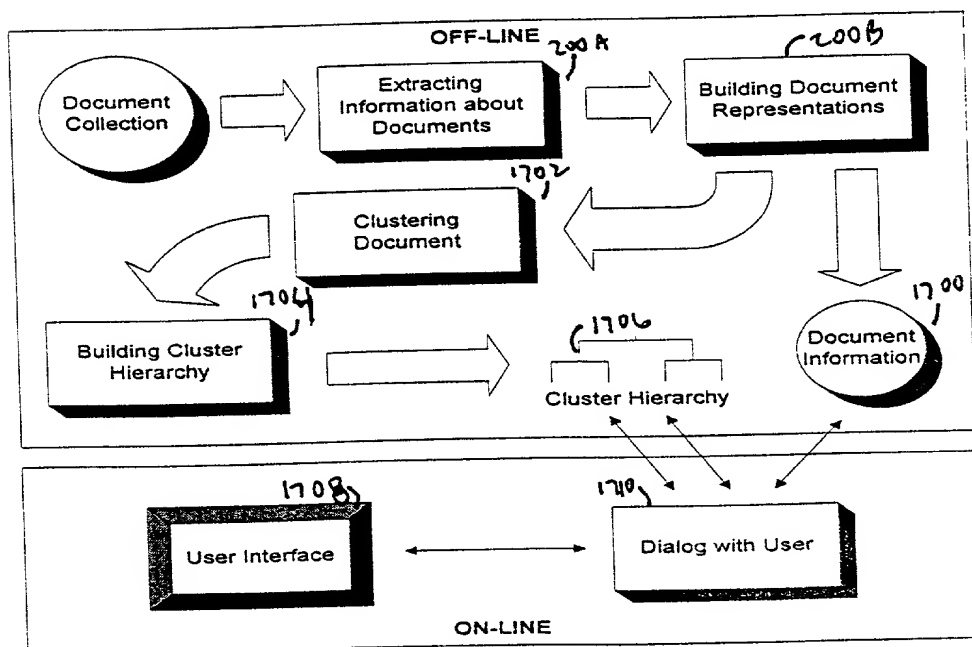 OFF-LINE
200A
200B
Document
Collection
Extracting
Information about
Documents
Building Document
Representations
1702
Clustering
Document
1704
Building Cluster
Hierarchy
1706
Cluster Hierarchy
1700
Document
Information
1708
User Interface
1710
Dialog with User
ON-LINE